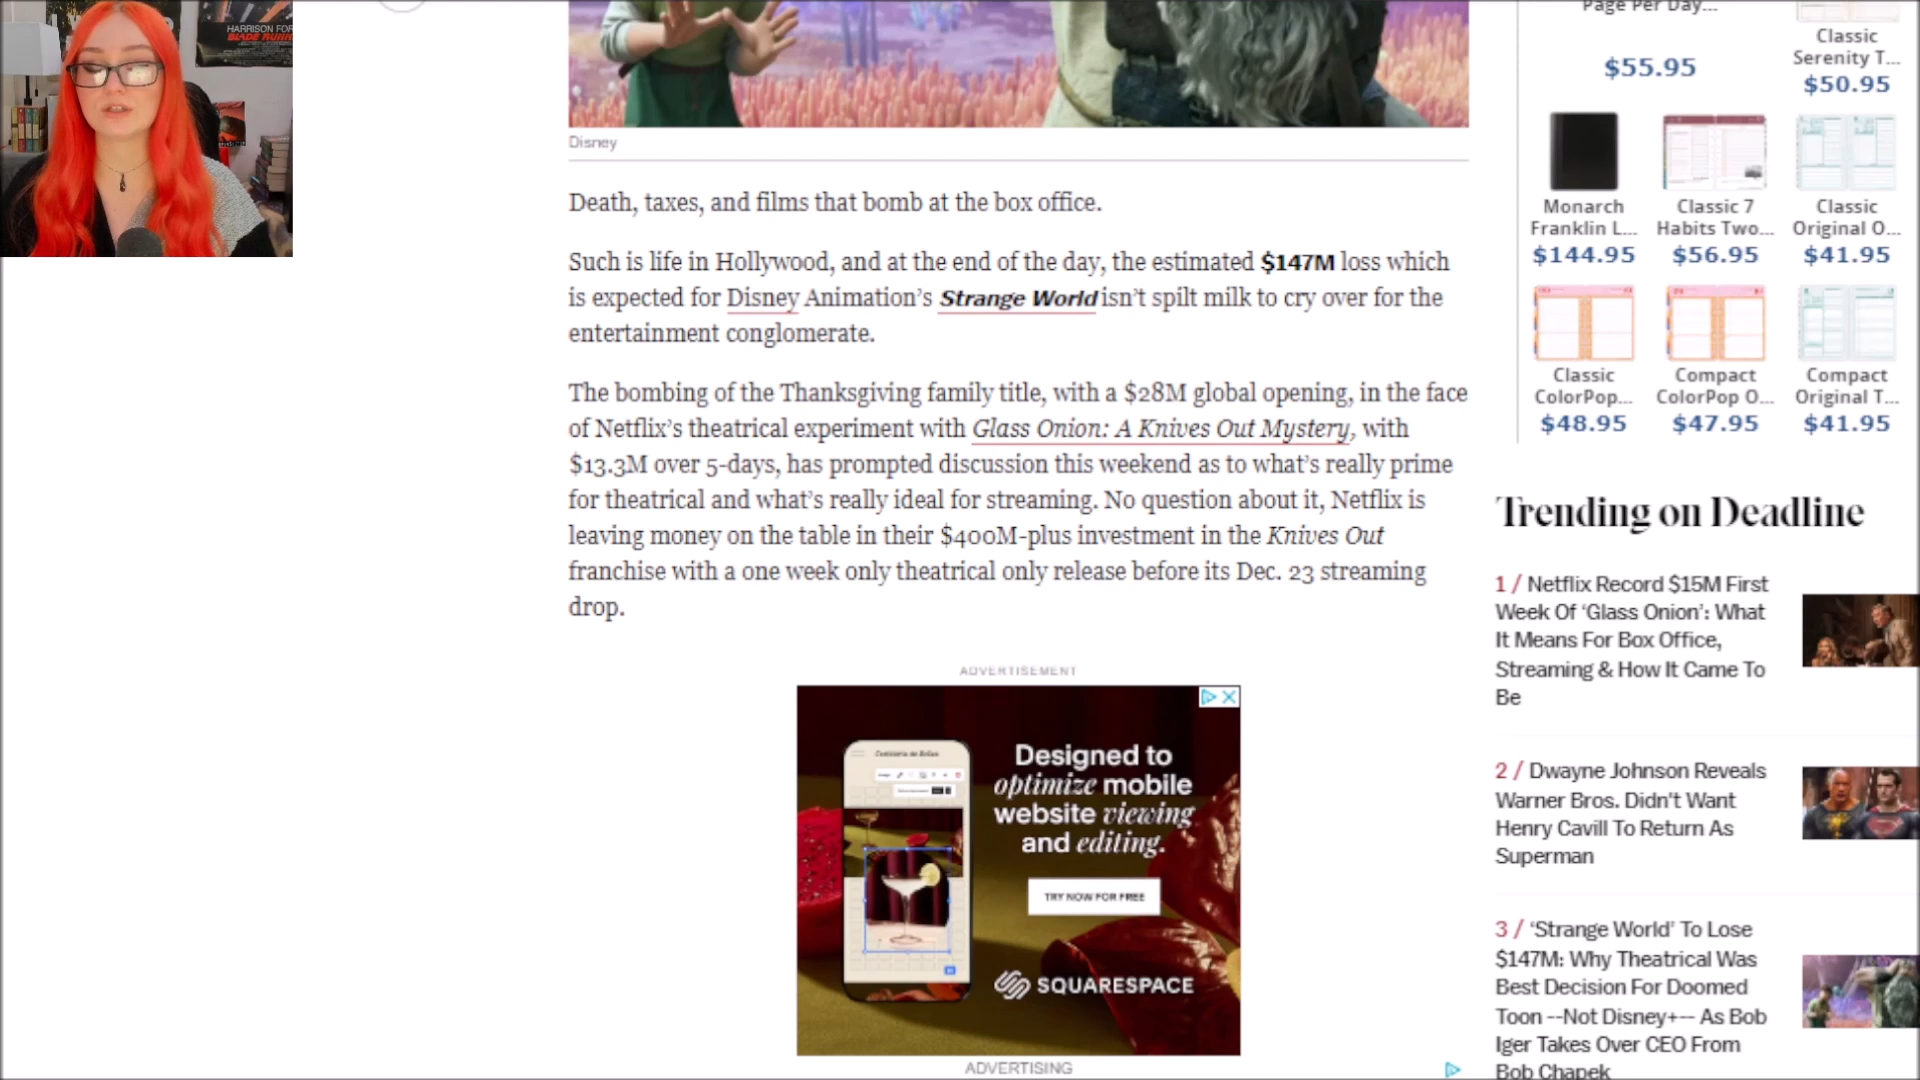 HARRISON FOR
BLADE RUNN
Disney
Death, taxes, and films that bomb at the box office.
Such is life in Hollywood, and at the end of the day, the estimated $147M loss which
is expected for Disney Animation’s Strange World isn’t spilt milk to cry over for the
entertainment conglomerate.
The bombing of the Thanksgiving family title, with a $28M global opening, in the face
of Netflix’s theatrical experiment with Glass Onion: A Knives Out Mystery, with
$13.3M over 5-days, has prompted discussion this weekend as to what’s really prime
for theatrical and what’s really ideal for streaming. No question about it, Netflix is
leaving money on the table in their $400M-plus investment in the Knives Out
franchise with a one week only theatrical only release before its Dec. 23 streaming
drop.
ADVERTISEMENT
Designed to
optimize mobile
website viewing
and editing.
TRY NOW FOR FREE
SQUARESPACE
ADVERTISING
Page Per Day...
$55.95
Classic
Serenity T...
$50.95
Monarch
Franklin L...
$144.95
Classic 7
Habits Two...
$56.95
Classic
Original O...
$41.95
Classic
ColorPop...
$48.95
Compact
ColorPop O...
$47.95
Compact
Original T...
$41.95
Trending on Deadline
1 / Netflix Record $15M First
Week Of ‘Glass Onion’: What
It Means For Box Office,
Streaming & How It Came To
Be
2 / Dwayne Johnson Reveals
Warner Bros. Didn't Want
Henry Cavill To Return As
Superman
3 / ‘Strange World’ To Lose
$147M: Why Theatrical Was
Best Decision For Doomed
Toon --Not Disney+-- As Bob
Iger Takes Over CEO From
Bob Chapek